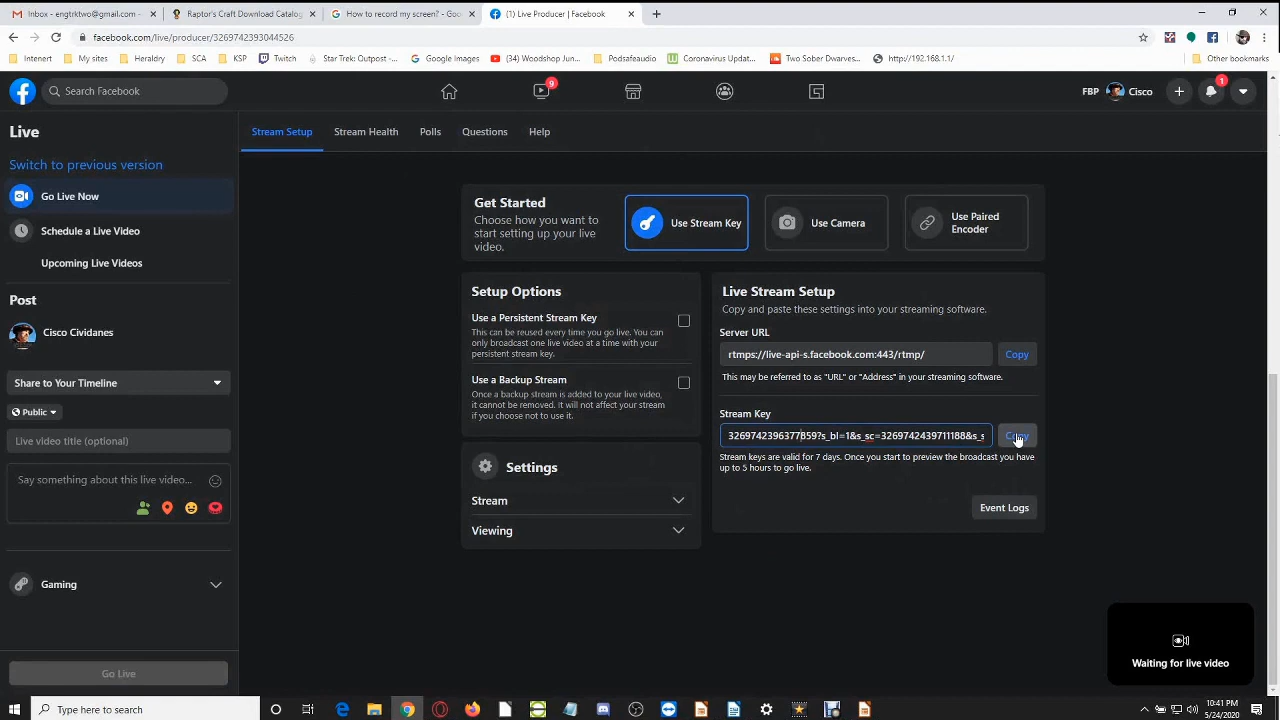 Inbox - engtrktwo@gmail.com -
Raptor's Craft Download Catalog
How to record my screen? - Goo
(1) Live Producer | Facebook
facebook.com/live/producer/3269742393044526
Intenert
My sites
Heraldry
SCA
KSP
Twitch
Star Trek: Outpost -...
Google Images
(34) Woodshop Jun...
Podsafeaudio
Coronavirus Updat...
Two Sober Dwarves...
http://192.168.1.1/
Other bookmarks
Search Facebook
9
FBP
Cisco
1
Live
Switch to previous version
Go Live Now
Schedule a Live Video
Upcoming Live Videos
Post
Cisco Cividanes
Share to Your Timeline
Public
Live video title (optional)
Say something about this live video...
Gaming
Go Live
Stream Setup
Stream Health
Polls
Questions
Help
Get Started
Choose how you want to
start setting up your live
video.
Use Stream Key
Use Camera
Use Paired
Encoder
Setup Options
Use a Persistent Stream Key
This can be reused every time you go live. You can
only broadcast one live video at a time with your
persistent stream key.
Use a Backup Stream
Once a backup stream is added to your live video,
it cannot be removed. It will not affect your stream
if you choose not to use it.
Settings
Stream
Viewing
Live Stream Setup
Copy and paste these settings into your streaming software.
Server URL
rtmps://live-api-s.facebook.com:443/rtmp/
Copy
This may be referred to as "URL" or "Address" in your streaming software.
Stream Key
3269742396377859?s_bl=1&s_sc=3269742439711188&s_s
Copy
Stream keys are valid for 7 days. Once you start to preview the broadcast you have
up to 5 hours to go live.
Event Logs
Waiting for live video
Type here to search
10:41 PM
5/24/2020